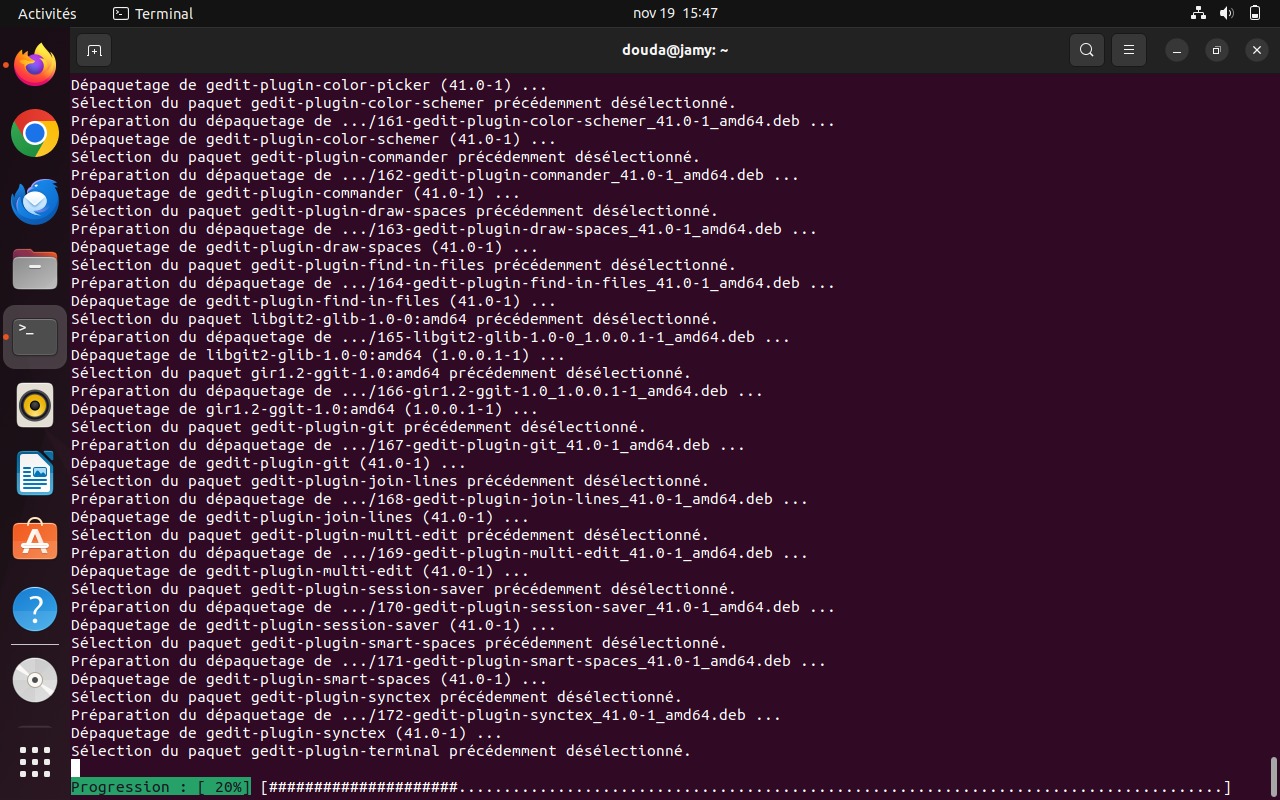 Activités
Terminal
nov 19 15:47
douda@jamy: ~
Dépaquetage de gedit-plugin-color-picker (41.0-1) ...
Sélection du paquet gedit-plugin-color-schemer précédemment désélectionné.
Préparation du dépaquetage de .../161-gedit-plugin-color-schemer_41.0-1_amd64.deb ...
Dépaquetage de gedit-plugin-color-schemer (41.0-1) ...
Sélection du paquet gedit-plugin-commander précédemment désélectionné.
Préparation du dépaquetage de .../162-gedit-plugin-commander_41.0-1_amd64.deb ...
Dépaquetage de gedit-plugin-commander (41.0-1) ...
Sélection du paquet gedit-plugin-draw-spaces précédemment désélectionné.
Préparation du dépaquetage de .../163-gedit-plugin-draw-spaces_41.0-1_amd64.deb ...
Dépaquetage de gedit-plugin-draw-spaces (41.0-1) ...
Sélection du paquet gedit-plugin-find-in-files précédemment désélectionné.
Préparation du dépaquetage de .../164-gedit-plugin-find-in-files_41.0-1_amd64.deb ...
Dépaquetage de gedit-plugin-find-in-files (41.0-1) ...
Sélection du paquet libgit2-glib-1.0-0:amd64 précédemment désélectionné.
Préparation du dépaquetage de .../165-libgit2-glib-1.0-0_1.0.0.1-1_amd64.deb ...
Dépaquetage de libgit2-glib-1.0-0:amd64 (1.0.0.1-1) ...
Sélection du paquet gir1.2-ggit-1.0:amd64 précédemment désélectionné.
Préparation du dépaquetage de .../166-gir1.2-ggit-1.0_1.0.0.1-1_amd64.deb ...
Dépaquetage de gir1.2-ggit-1.0:amd64 (1.0.0.1-1) ...
Sélection du paquet gedit-plugin-git précédemment désélectionné.
Préparation du dépaquetage de .../167-gedit-plugin-git_41.0-1_amd64.deb ...
Dépaquetage de gedit-plugin-git (41.0-1) ...
Sélection du paquet gedit-plugin-join-lines précédemment désélectionné.
Préparation du dépaquetage de .../168-gedit-plugin-join-lines_41.0-1_amd64.deb ...
Dépaquetage de gedit-plugin-join-lines (41.0-1) ...
Sélection du paquet gedit-plugin-multi-edit précédemment désélectionné.
Préparation du dépaquetage de .../169-gedit-plugin-multi-edit_41.0-1_amd64.deb ...
Dépaquetage de gedit-plugin-multi-edit (41.0-1) ...
Sélection du paquet gedit-plugin-session-saver précédemment désélectionné.
Préparation du dépaquetage de .../170-gedit-plugin-session-saver_41.0-1_amd64.deb ...
Dépaquetage de gedit-plugin-session-saver (41.0-1) ...
Sélection du paquet gedit-plugin-smart-spaces précédemment désélectionné.
Préparation du dépaquetage de .../171-gedit-plugin-smart-spaces_41.0-1_amd64.deb ...
Dépaquetage de gedit-plugin-smart-spaces (41.0-1) ...
Sélection du paquet gedit-plugin-synctex précédemment désélectionné.
Préparation du dépaquetage de .../172-gedit-plugin-synctex_41.0-1_amd64.deb ...
Dépaquetage de gedit-plugin-synctex (41.0-1) ...
Sélection du paquet gedit-plugin-terminal précédemment désélectionné.
Progression : [ 20%] [#####################.....................................................................................]